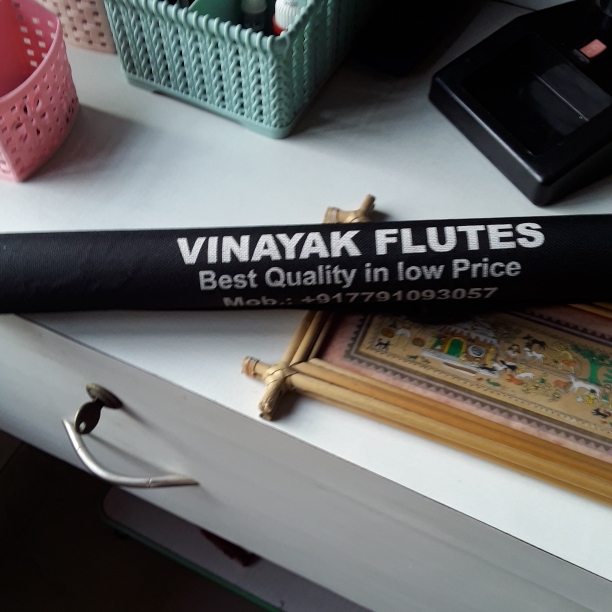 VINAYAK FLUTES
Best Quality in low Price
Mob.: +917791093057